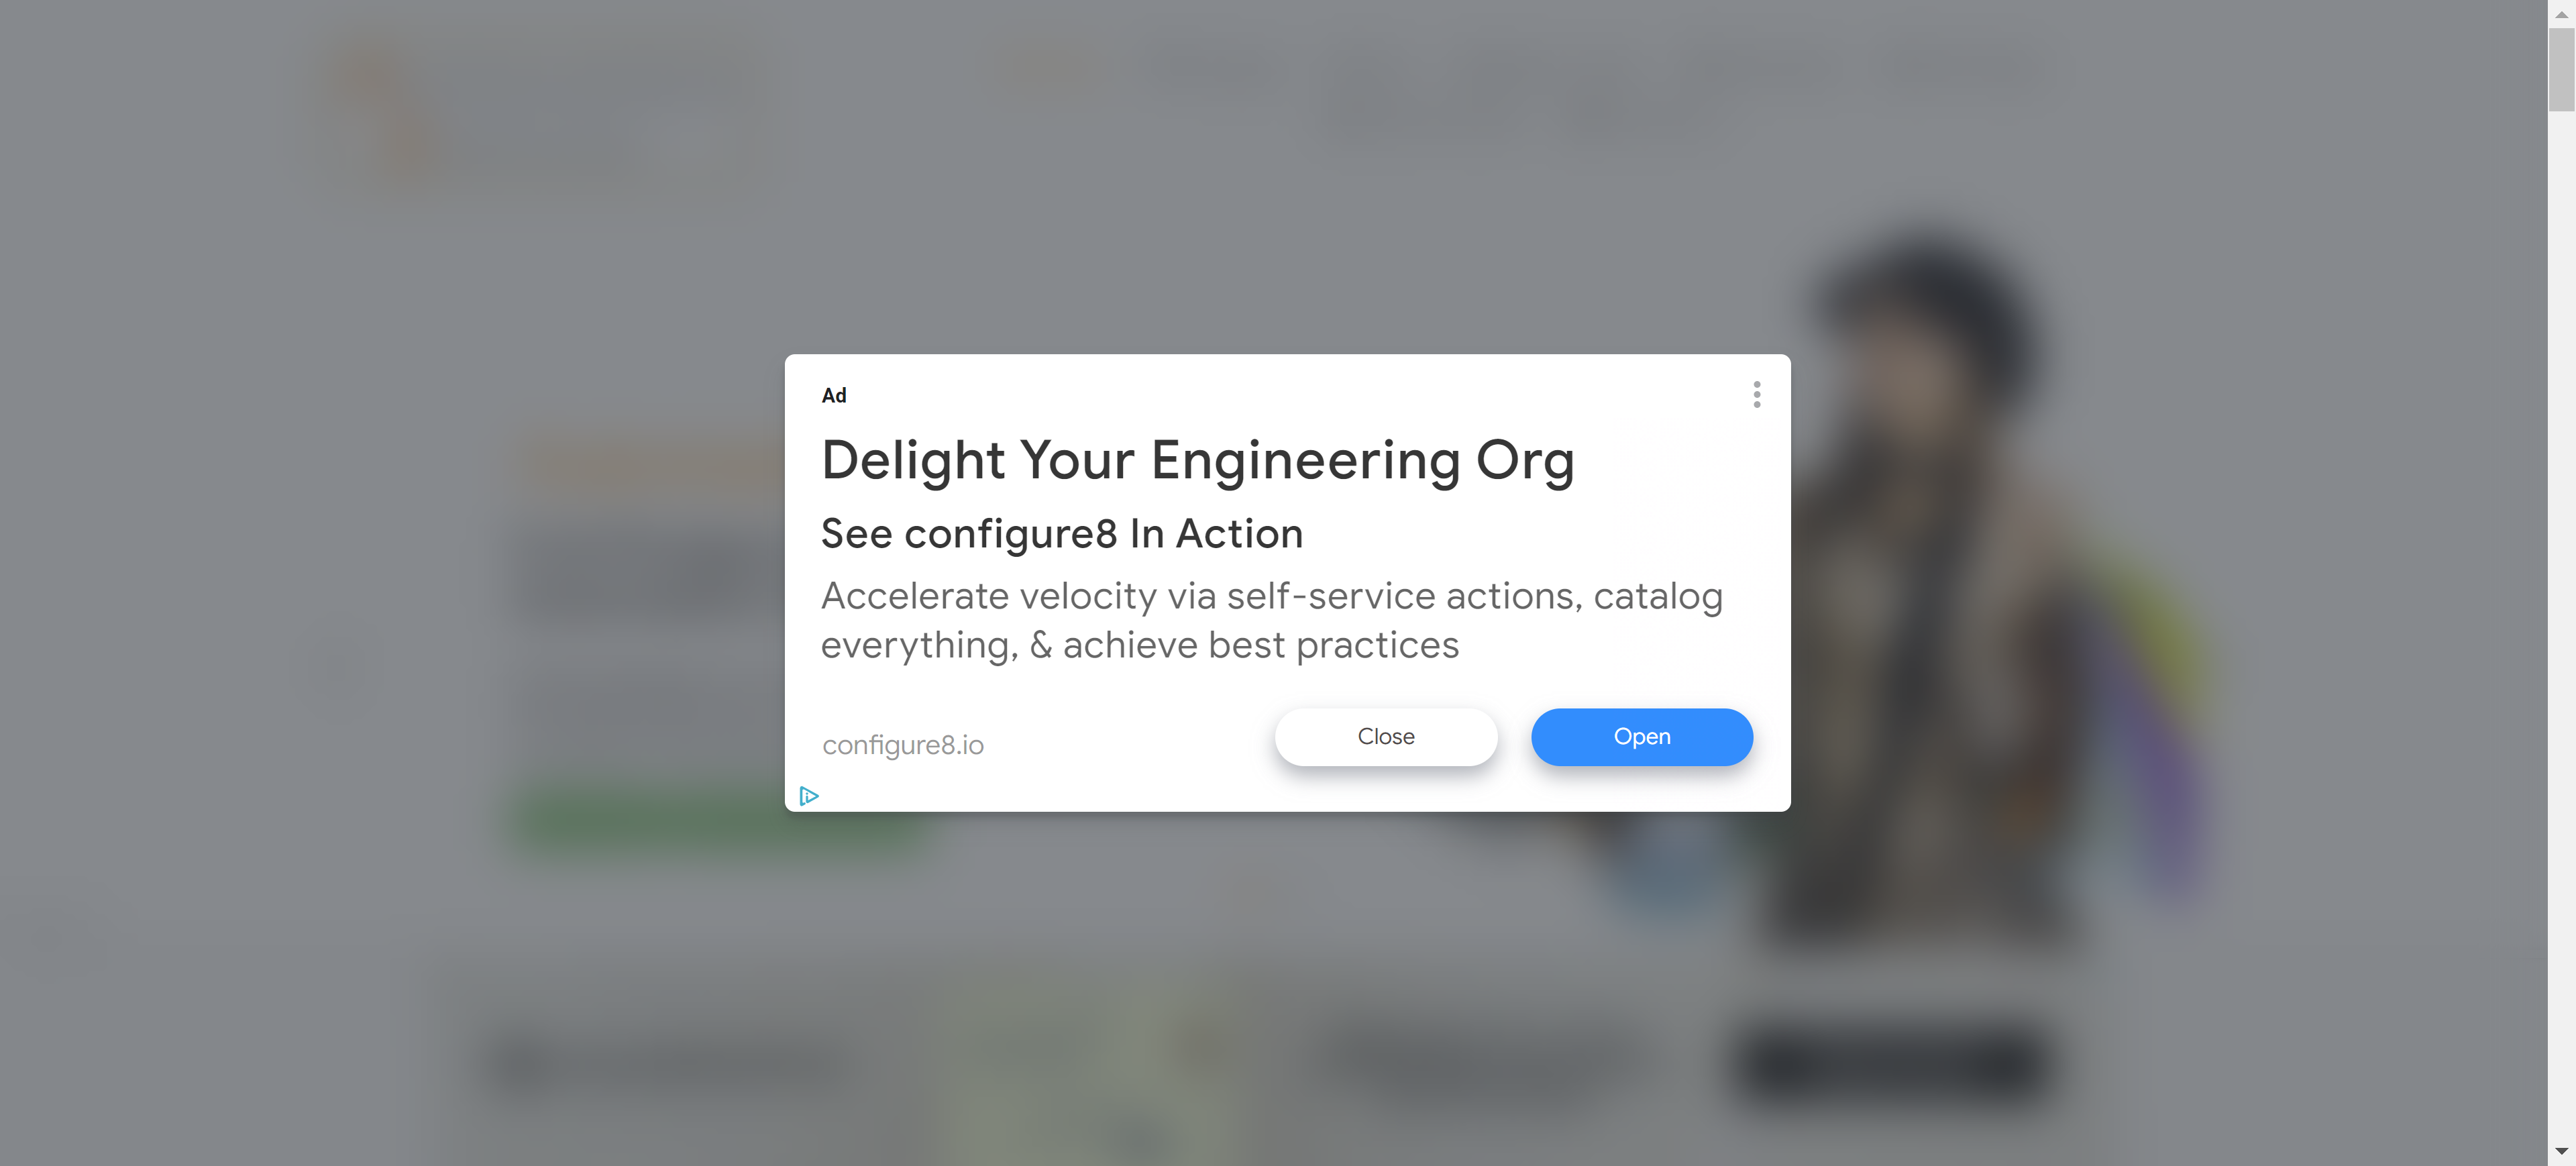 Ad
Delight Your Engineering Org
See configure8 In Action
Accelerate velocity via self-service actions, catalog
everything, & achieve best practices
configure8.io
Close
Open